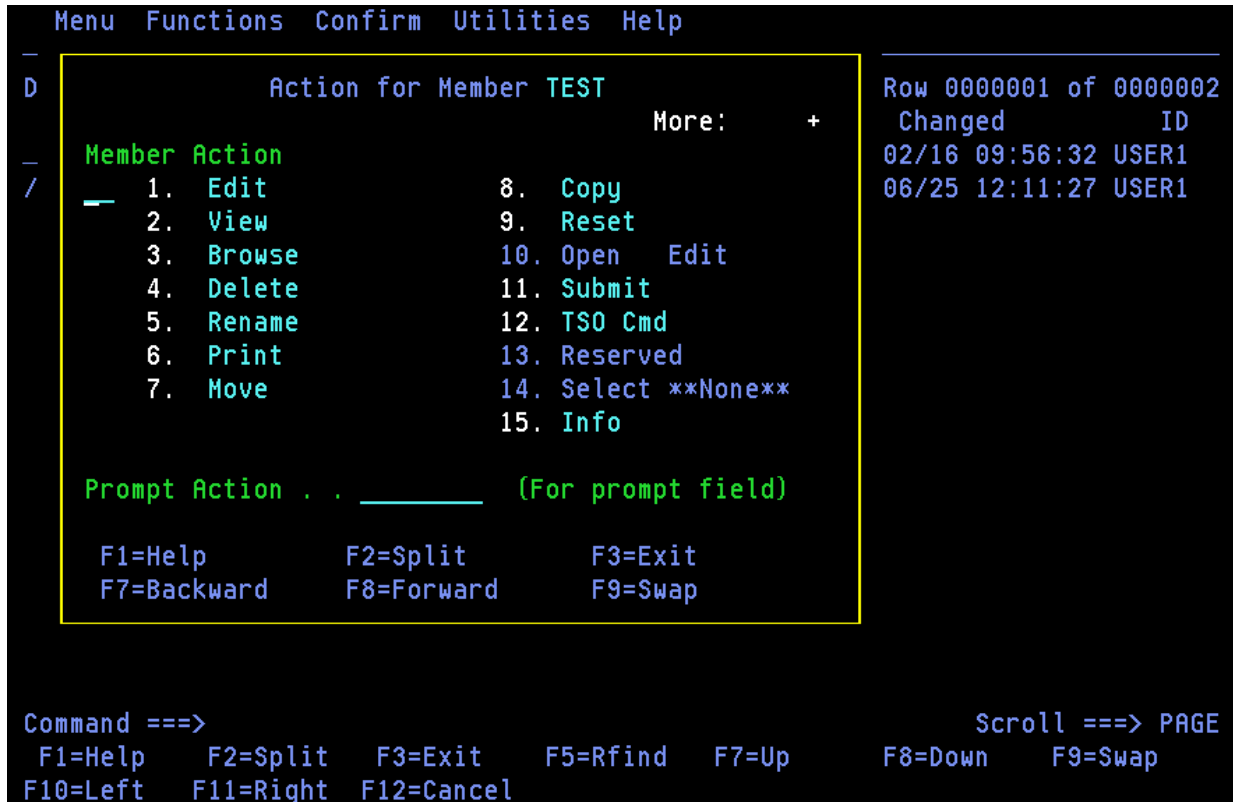 Menu Functions Confirm Utilities Help
D Action for Member TEST Row 0000001 of 0000002
More: + Changed ID
Member Action 02/16 09:56:32 USER1
/ __ 1. Edit 8. Copy 06/25 12:11:27 USER1
2. View 9. Reset
3. Browse 10. Open Edit
4. Delete 11. Submit
5. Rename 12. TSO Cmd
6. Print 13. Reserved
7. Move 14. Select **None**
15. Info
Prompt Action . . ________ (For prompt field)
F1=Help F2=Split F3=Exit
F7=Backward F8=Forward F9=Swap
Command ===> Scroll ===> PAGE
F1=Help F2=Split F3=Exit F5=Rfind F7=Up F8=Down F9=Swap
F10=Left F11=Right F12=Cancel